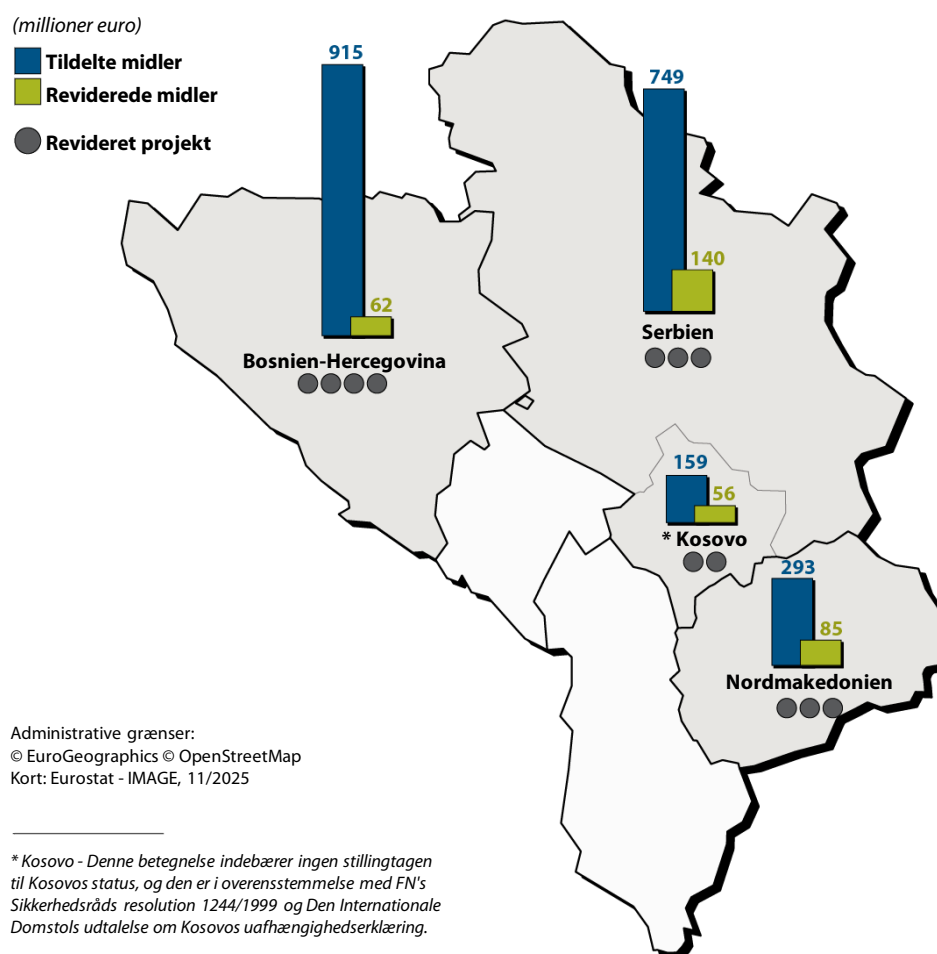 (millioner euro)
Tildelte midler
Reviderede midler
Revideret projekt
915
62
Bosnien-Hercegovina
749
140
Serbien
159
56
* Kosovo
293
85
Nordmakedonien
Administrative grænser:
© EuroGeographics © OpenStreetMap
Kort: Eurostat - IMAGE, 11/2025
* Kosovo - Denne betegnelse indebærer ingen stillingtagen
til Kosovos status, og den er i overensstemmelse med FN's
Sikkerhedsråds resolution 1244/1999 og Den Internationale
Domstols udtalelse om Kosovos uafhængighedserklæring.